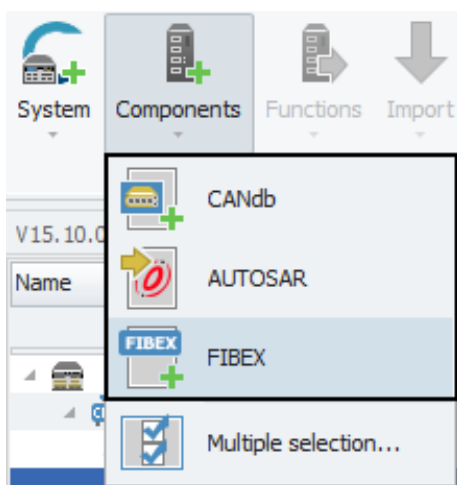 System Components Functions Import
CANdb
V15.10.0
AUTOSAR
Name
FIBEX
FIBEX
Multiple selection...